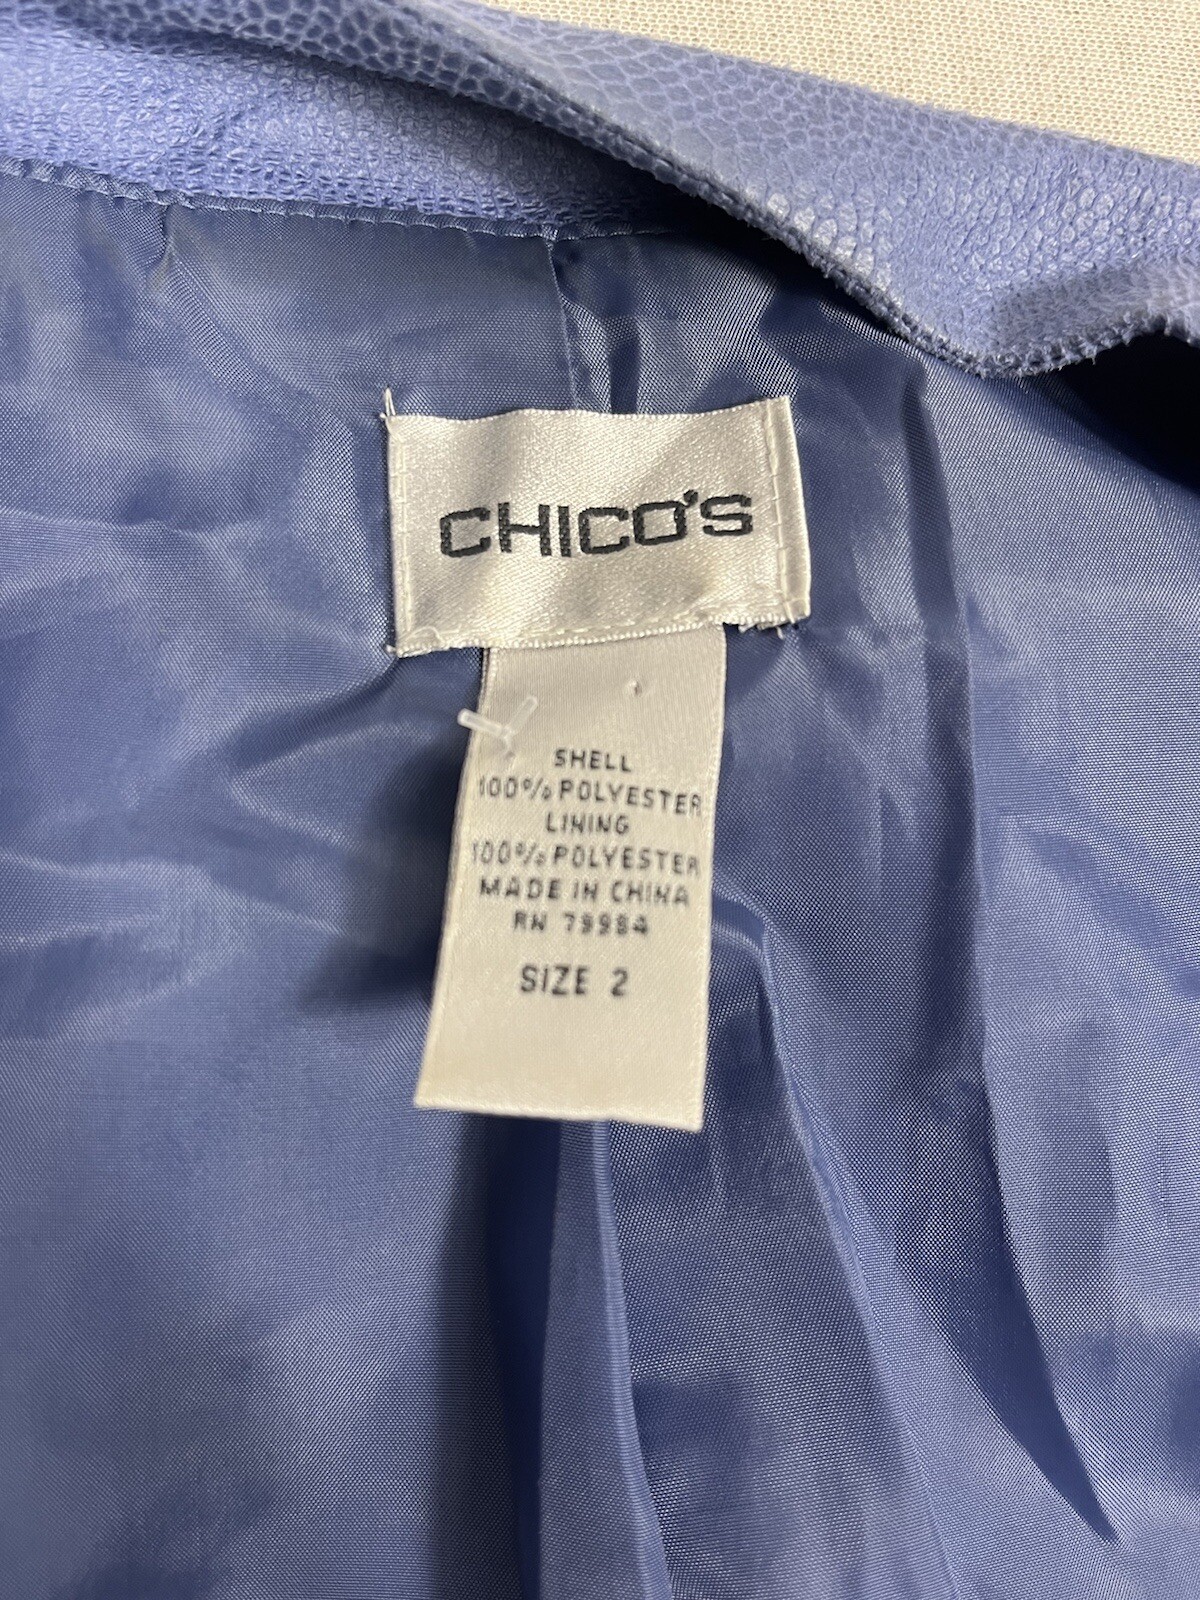 CHICO'S
SHELL
100% POLYESTER
LINING
100% POLYESTER
MADE IN CHINA
RN 79984
SIZE 2